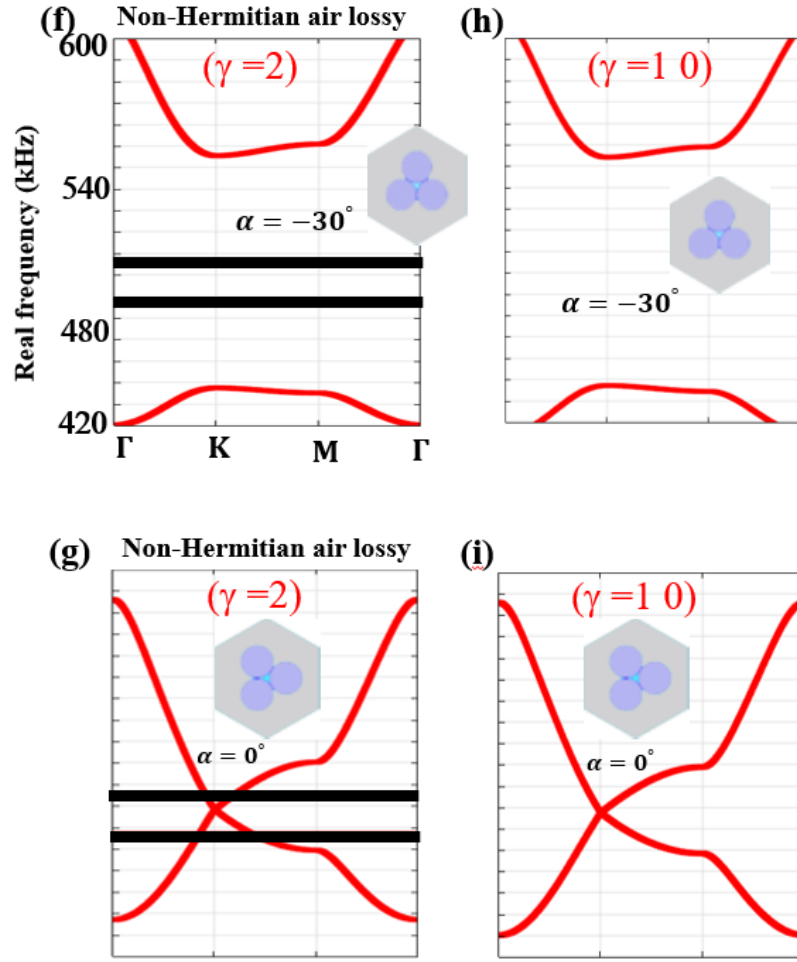 (f) Non-Hermitian air lossy
(h)
600
(γ =2)
(γ =1 0)
Real frequency (kHz)
540
α = −30°
α = −30°
480
420
Γ K M Γ
(g) Non-Hermitian air lossy
(i)
(γ =2)
(γ =1 0)
α = 0°
α = 0°